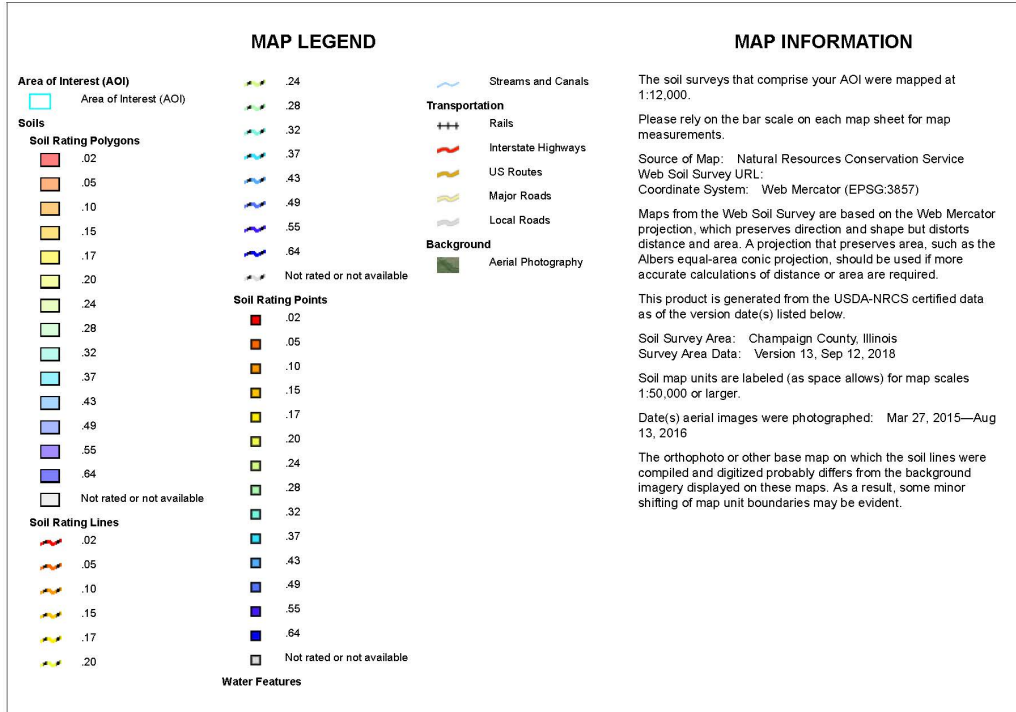 MAP LEGEND
Area of Interest (AOI)
Area of Interest (AOI)
Soils
Soil Rating Polygons
.02
.05
.10
.15
.17
.20
.24
.28
.32
.37
.43
.49
.55
.64
Not rated or not available
Soil Rating Lines
.02
.05
.10
.15
.17
.20
.24
.28
.32
.37
.43
.49
.55
.64
Not rated or not available
Soil Rating Points
.02
.05
.10
.15
.17
.20
.24
.28
.32
.37
.43
.49
.55
.64
Not rated or not available
Water Features
Streams and Canals
Transportation
Rails
Interstate Highways
US Routes
Major Roads
Local Roads
Background
Aerial Photography
MAP INFORMATION
The soil surveys that comprise your AOI were mapped at
1:12,000.
Please rely on the bar scale on each map sheet for map
measurements.
Source of Map: Natural Resources Conservation Service
Web Soil Survey URL:
Coordinate System: Web Mercator (EPSG:3857)
Maps from the Web Soil Survey are based on the Web Mercator
projection, which preserves direction and shape but distorts
distance and area. A projection that preserves area, such as the
Albers equal-area conic projection, should be used if more
accurate calculations of distance or area are required.
This product is generated from the USDA-NRCS certified data
as of the version date(s) listed below.
Soil Survey Area: Champaign County, Illinois
Survey Area Data: Version 13, Sep 12, 2018
Soil map units are labeled (as space allows) for map scales
1:50,000 or larger.
Date(s) aerial images were photographed: Mar 27, 2015—Aug
13, 2016
The orthophoto or other base map on which the soil lines were
compiled and digitized probably differs from the background
imagery displayed on these maps. As a result, some minor
shifting of map unit boundaries may be evident.